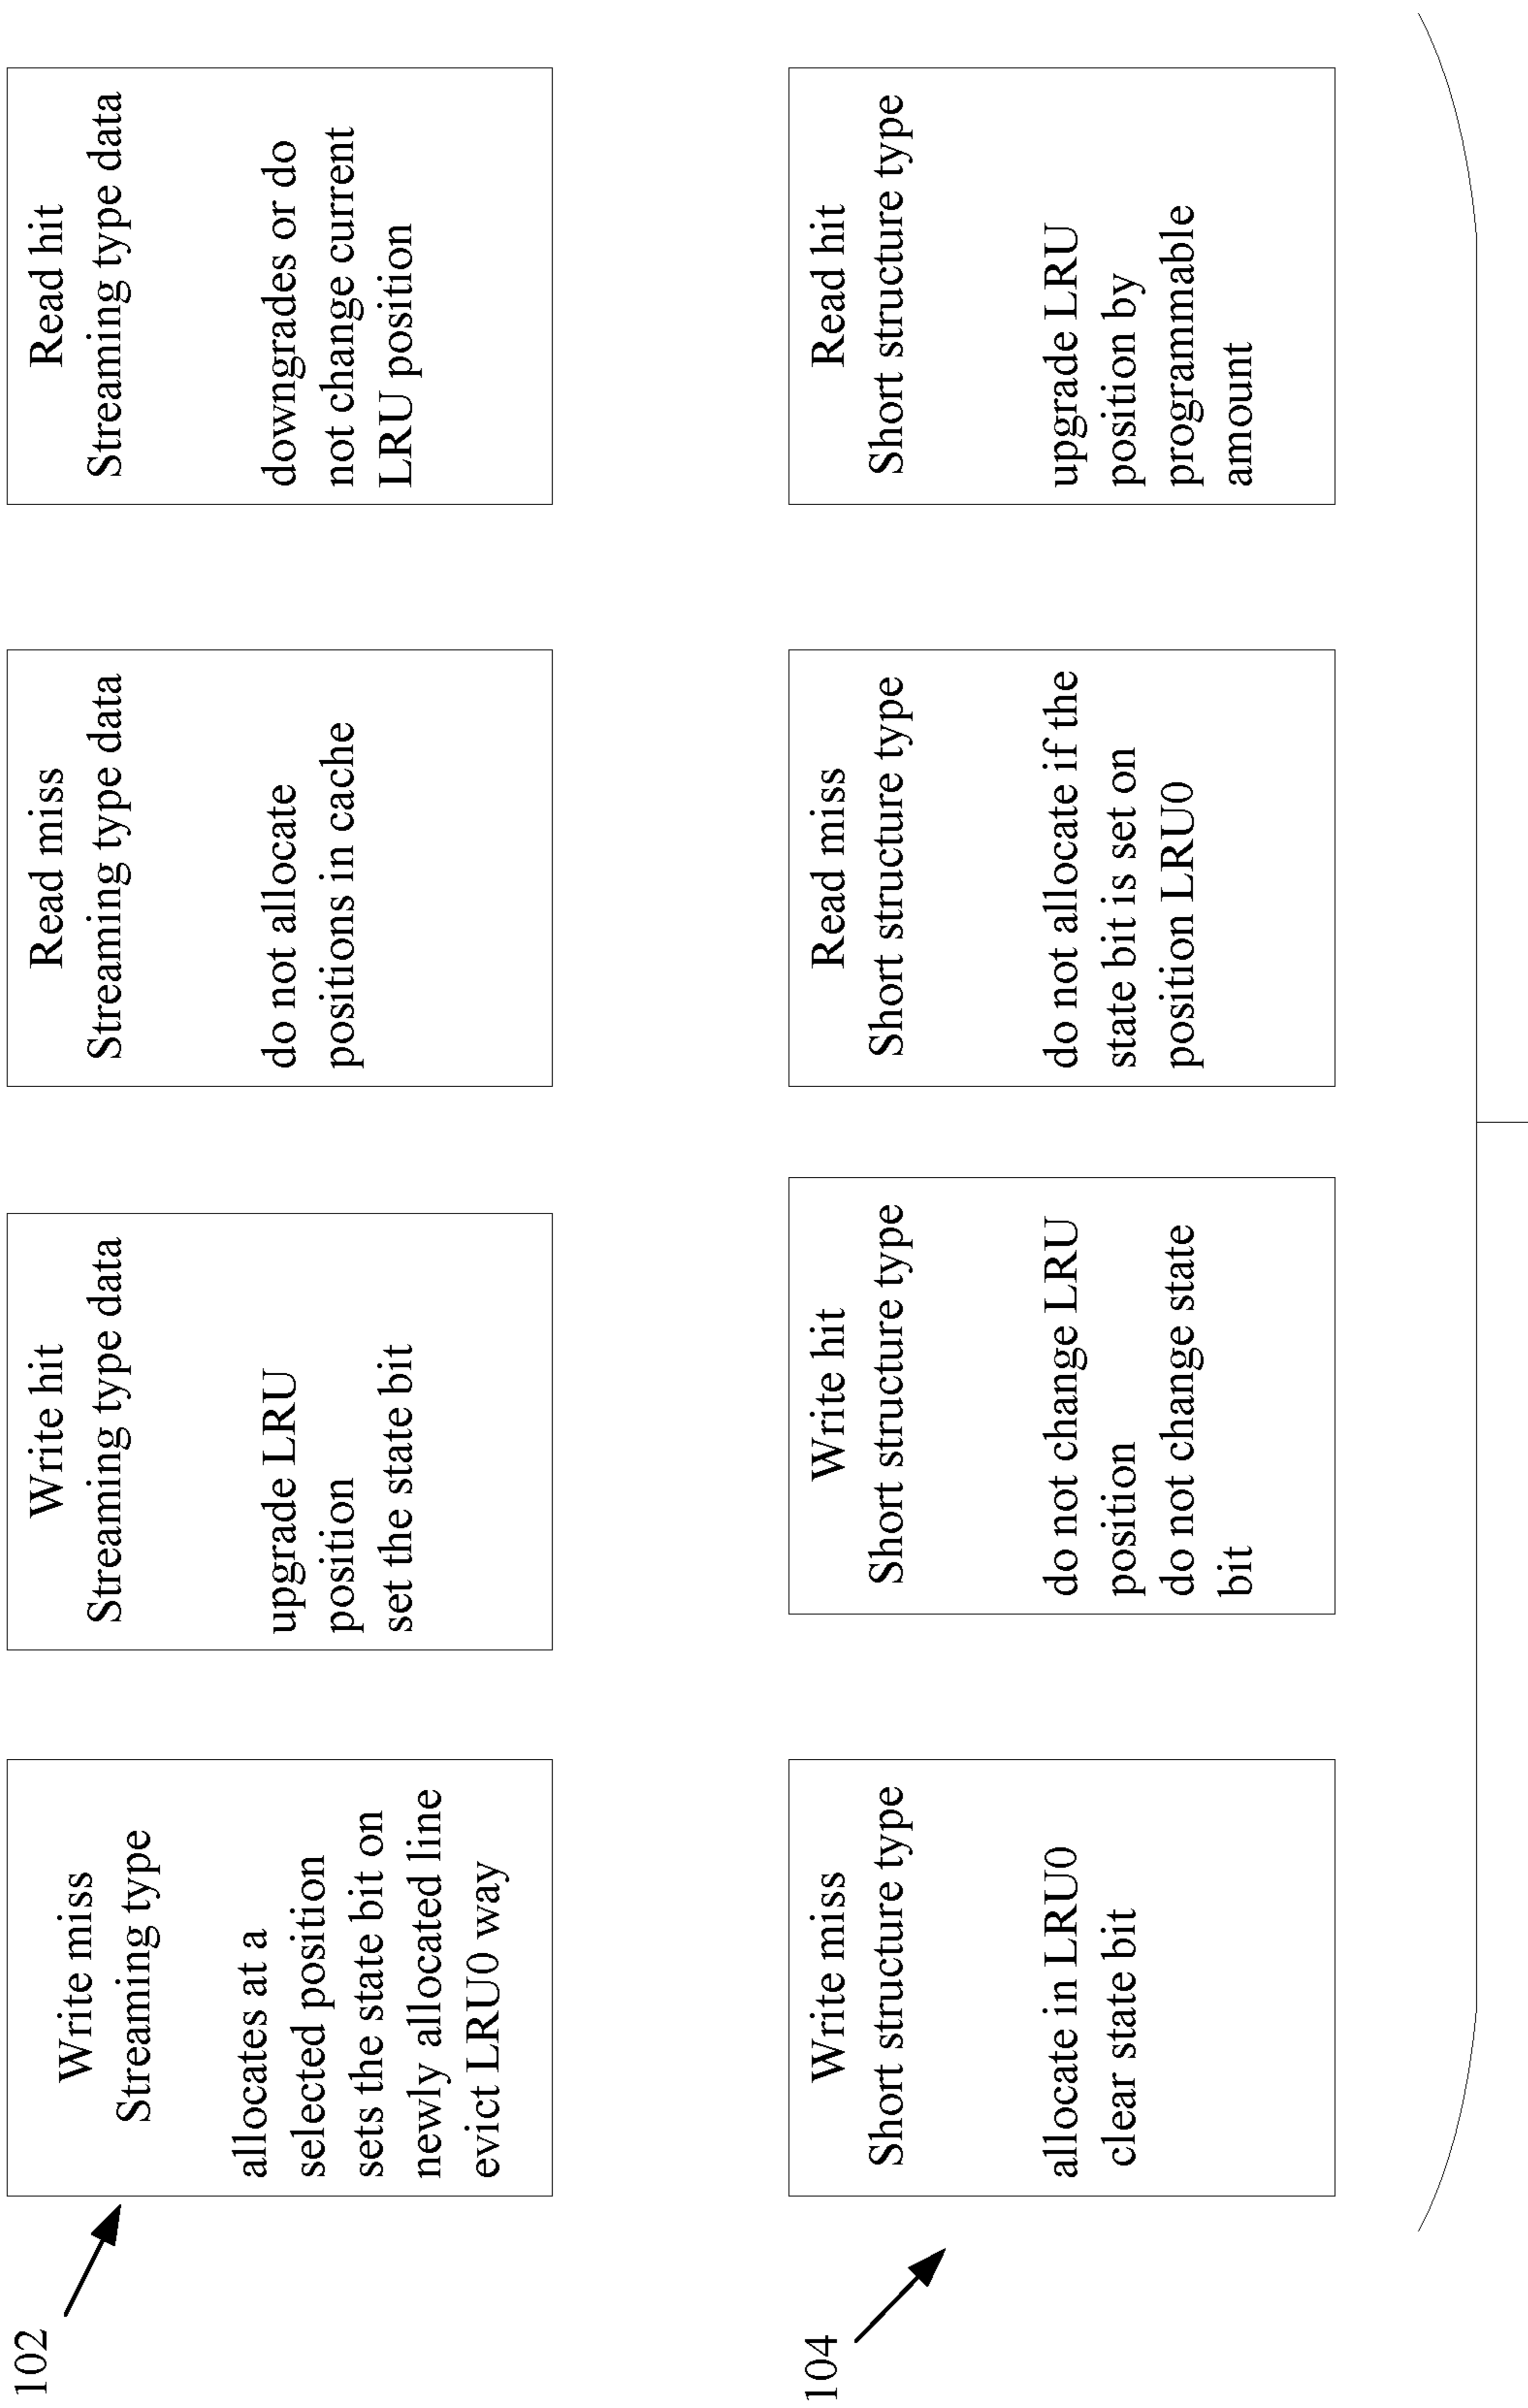 102
Write miss
Streaming type
allocates at a
selected position
sets the state bit on
newly allocated line
evict LRU0 way
Write hit
Streaming type data
upgrade LRU
position
set the state bit
Read miss
Streaming type data
do not allocate
positions in cache
Read hit
Streaming type data
downgrades or do
not change current
LRU position
104
Write miss
Short structure type
allocate in LRU0
clear state bit
Write hit
Short structure type
do not change LRU
position
do not change state
bit
Read miss
Short structure type
do not allocate if the
state bit is set on
position LRU0
Read hit
Short structure type
upgrade LRU
position by
programmable
amount